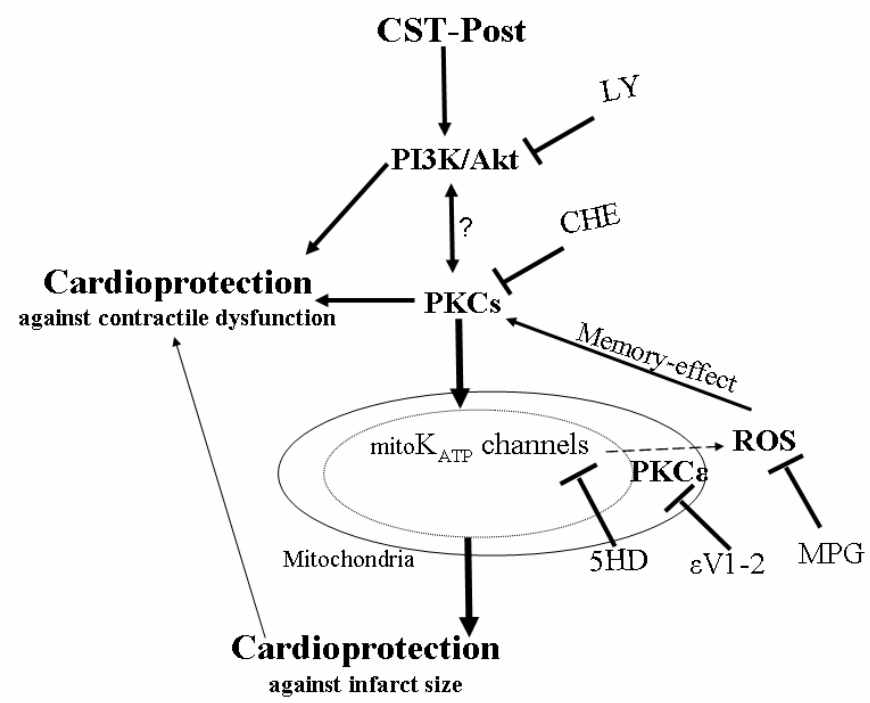 CST-Post
LY
PI3K/Akt
?
CHE
Cardioprotection
against contractile dysfunction
PKCs
Memory-effect
mitoKATP channels
ROS
PKCε
Mitochondria
5HD
εV1-2
MPG
Cardioprotection
against infarct size